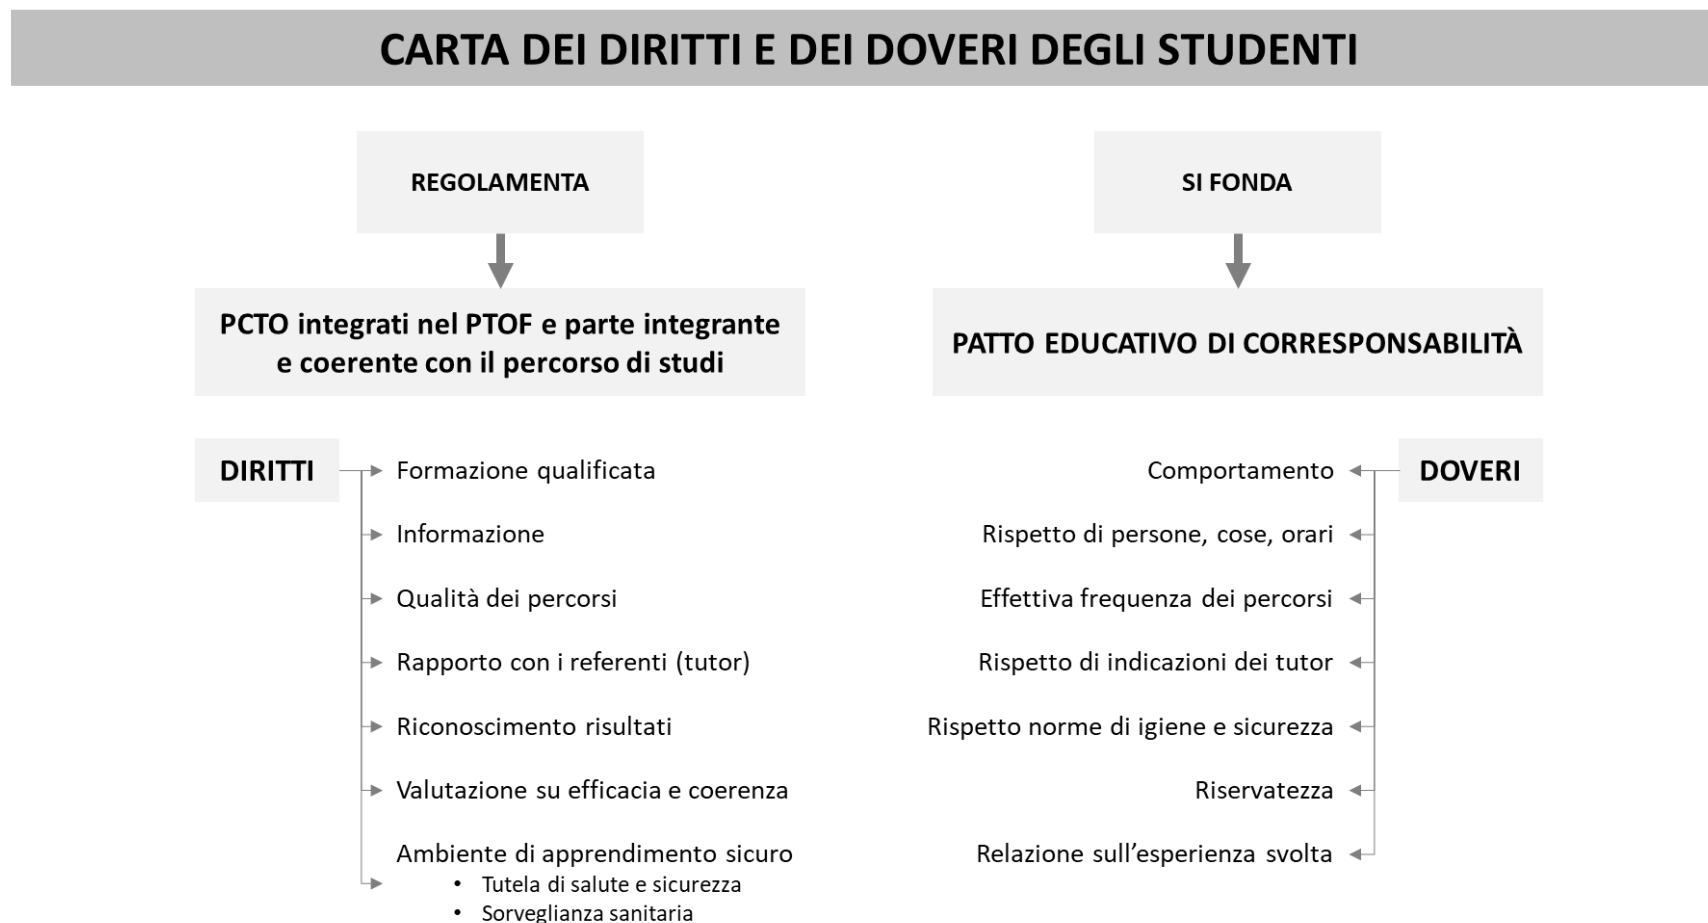 CARTA DEI DIRITTI E DEI DOVERI DEGLI STUDENTI
REGOLAMENTA
SI FONDA
PCTO integrati nel PTOF e parte integrante
e coerente con il percorso di studi
PATTO EDUCATIVO DI CORRESPONSABILITÀ
DIRITTI
Formazione qualificata
Informazione
Qualità dei percorsi
Rapporto con i referenti (tutor)
Riconoscimento risultati
Valutazione su efficacia e coerenza
Ambiente di apprendimento sicuro
• Tutela di salute e sicurezza
• Sorveglianza sanitaria
DOVERI
Comportamento
Rispetto di persone, cose, orari
Effettiva frequenza dei percorsi
Rispetto di indicazioni dei tutor
Rispetto norme di igiene e sicurezza
Riservatezza
Relazione sull’esperienza svolta